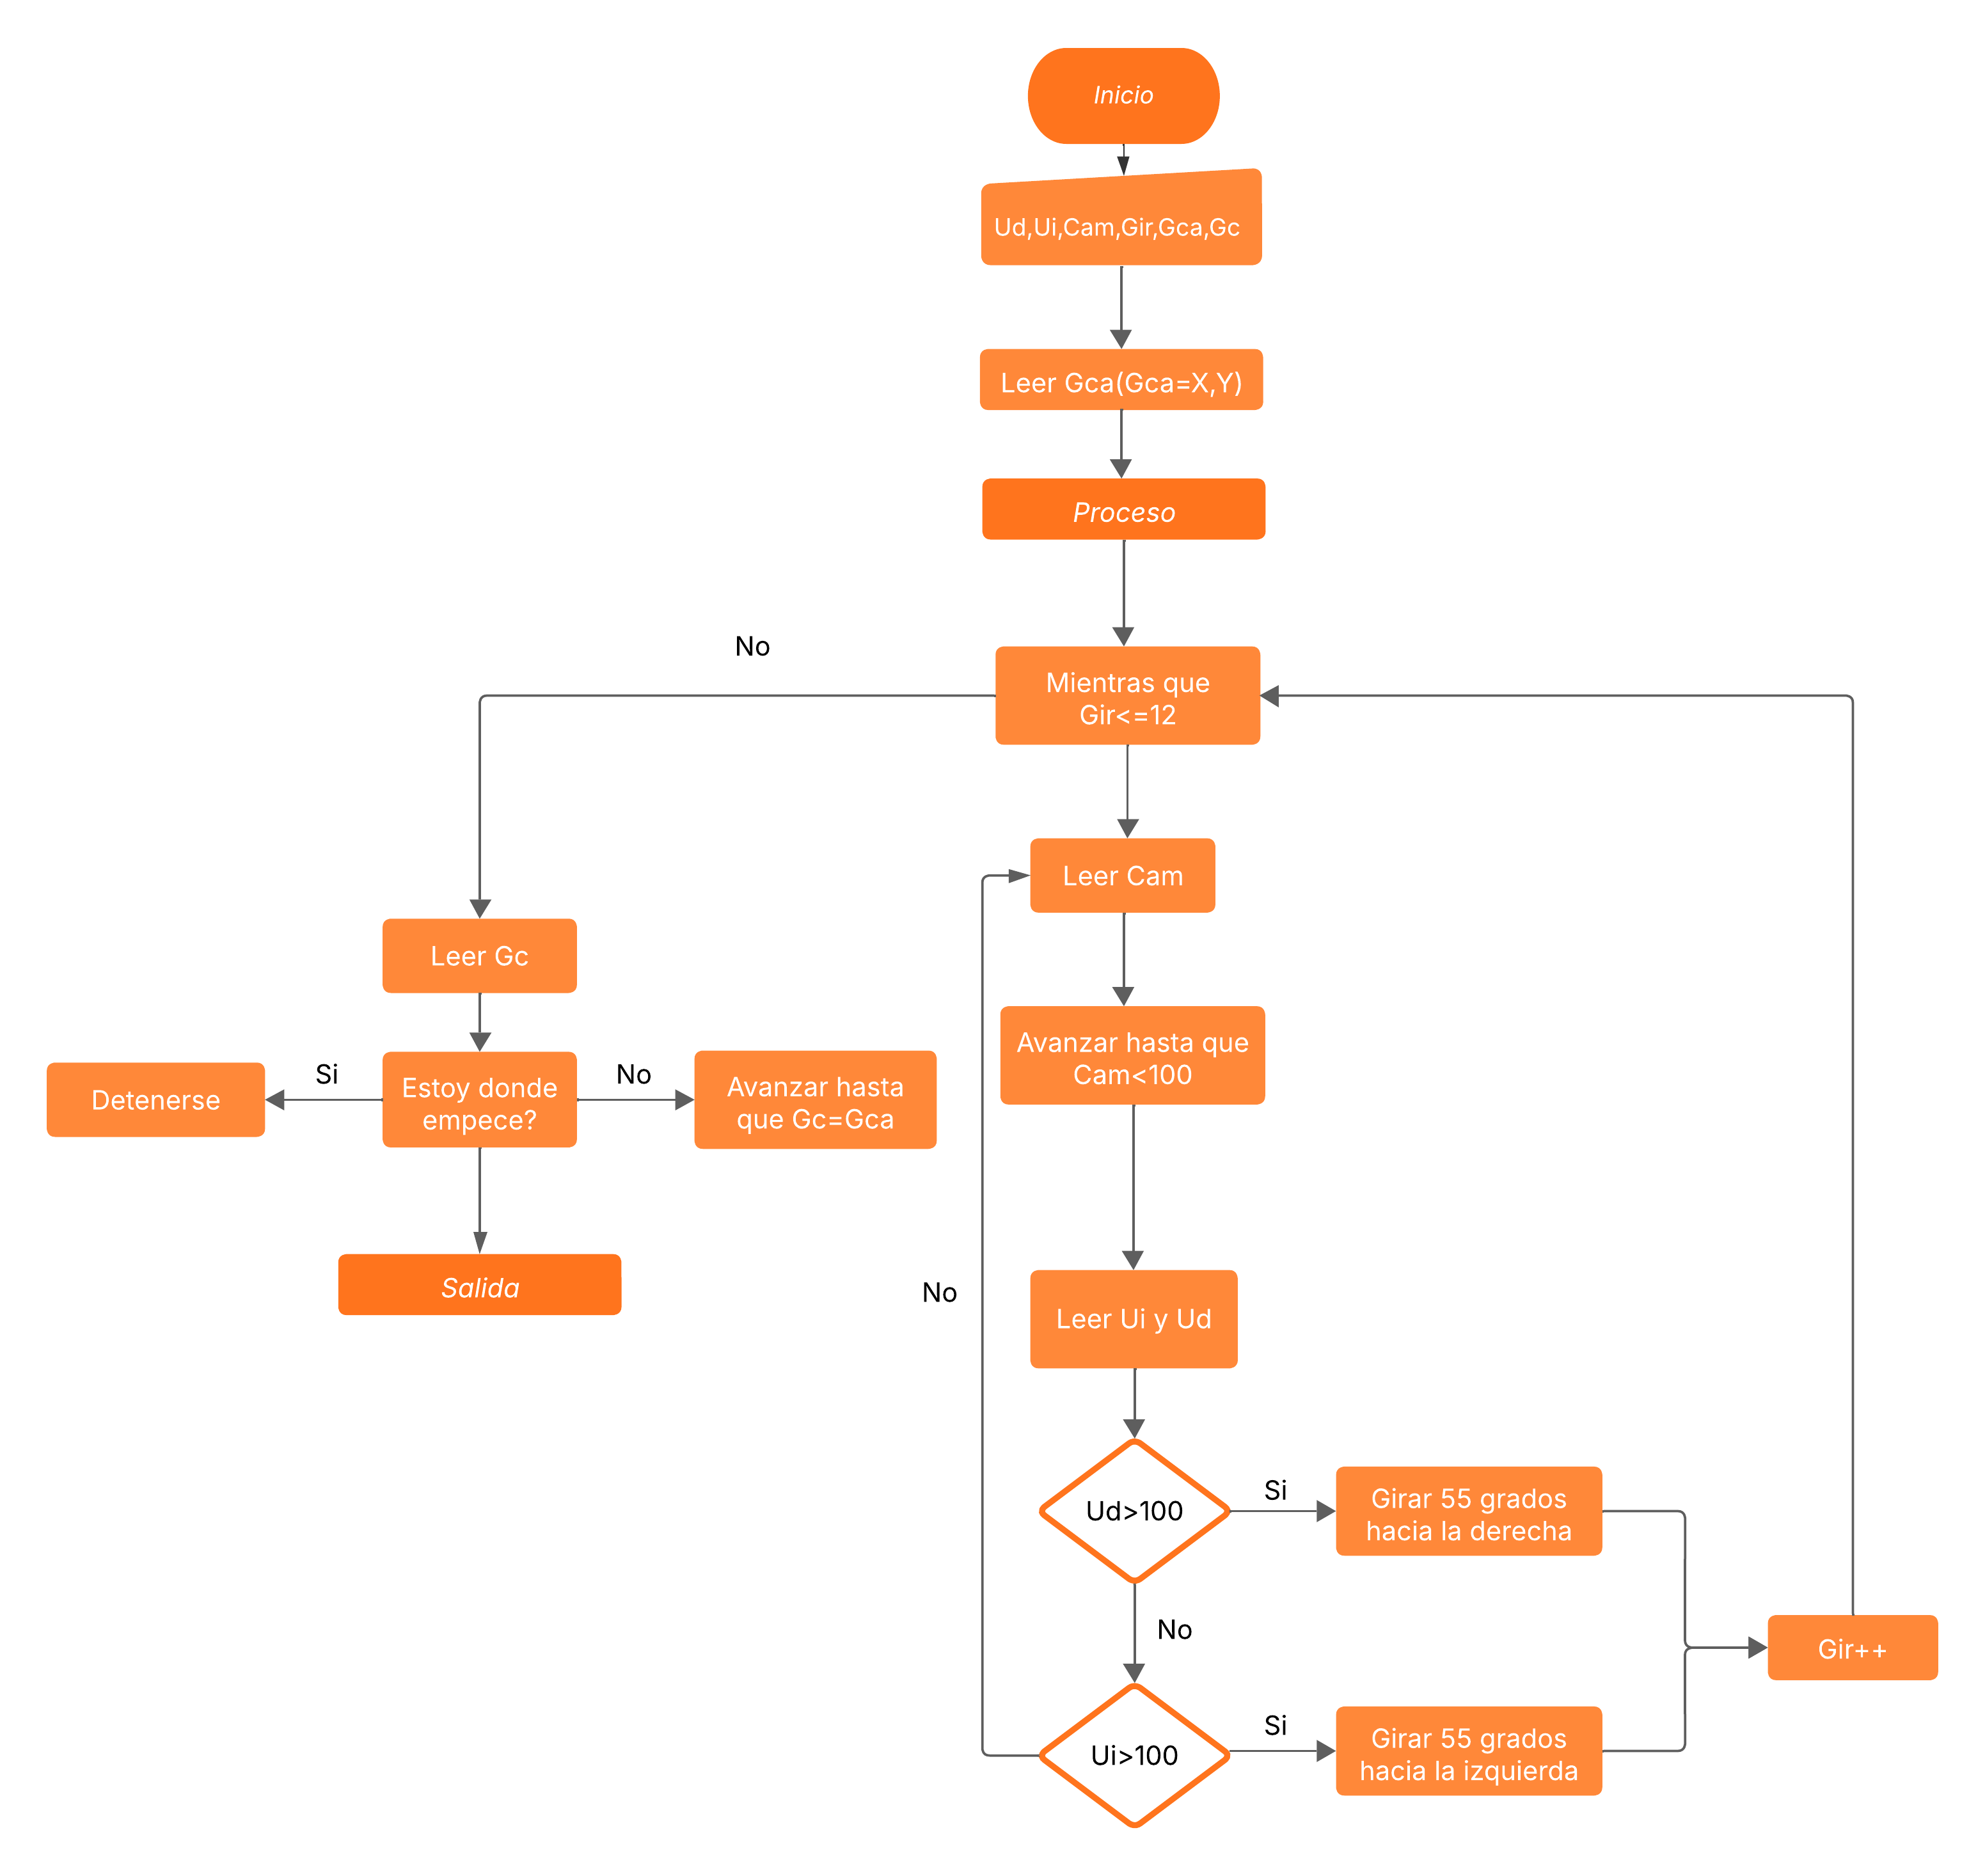 Inicio
Ud,Ui,Cam,Gir,Gca,Gc
Leer Gca(Gca=X,Y)
Proceso
No
Mientras que
Gir<=12
Leer Cam
Leer Gc
Avanzar hasta que
Cam<100
Si
No
Detenerse
Estoy donde
empece?
Avanzar hasta
que Gc=Gca
Salida
No
Leer Ui y Ud
Ud>100
Si
Girar 55 grados
hacia la derecha
No
Gir++
Ui>100
Si
Girar 55 grados
hacia la izquierda